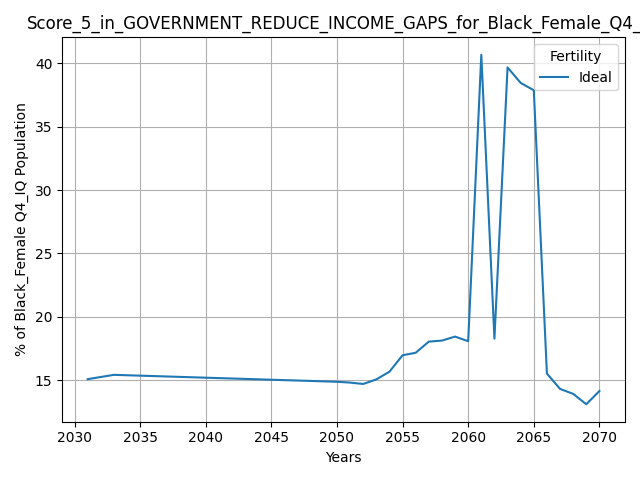 Score_5_in_GOVERNMENT_REDUCE_INCOME_GAPS_for_Black_Female_Q4_
Fertility
Ideal
% of Black_Female Q4_IQ Population
40
35
30
25
20
15
2030 2035 2040 2045 2050 2055 2060 2065 2070
Years